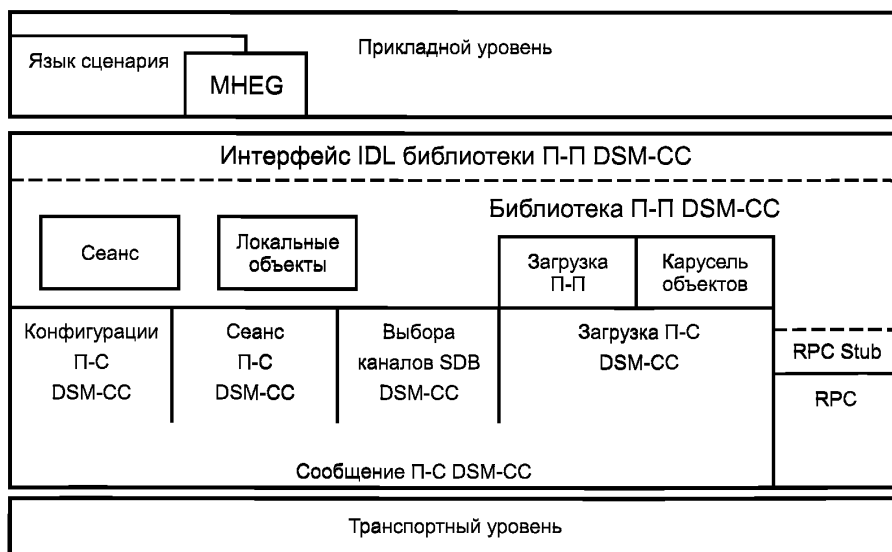 Прикладной уровень
Язык сценария
MHEG
Интерфейс IDL библиотеки П-П DSM-CC
Библиотека П-П DSM-CC
Сеанс
Локальные
объекты
Загрузка
П-П
Карусель
объектов
Конфигурации
П-С
DSM-CC
Сеанс
П-С
DSM-CC
Выбора
каналов SDB
DSM-CC
Загрузка П-С
DSM-CC
RPC Stub
RPC
Сообщение П-С DSM-CC
Транспортный уровень